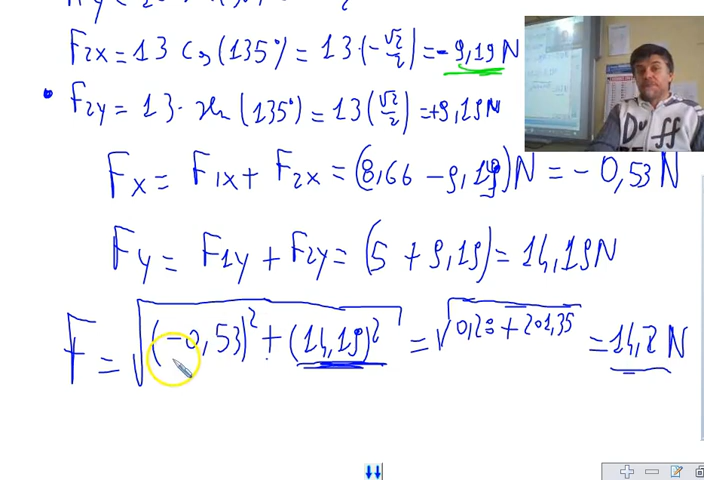 F2x = 13 cos (135°) = 13 (-√2/2) = -9,19 N
Duff
• F2y = 13 · sen (135°) = 13 (√2/2) = +9,19 N
Fx = F1x + F2x = (8,66 - 9,19) N = -0,53 N
Fy = F1y + F2y = (5 + 9,19) = 14,19 N
F = √(-0,53)² + (14,19)² = √0,28 + 201,35 = 14,2 N